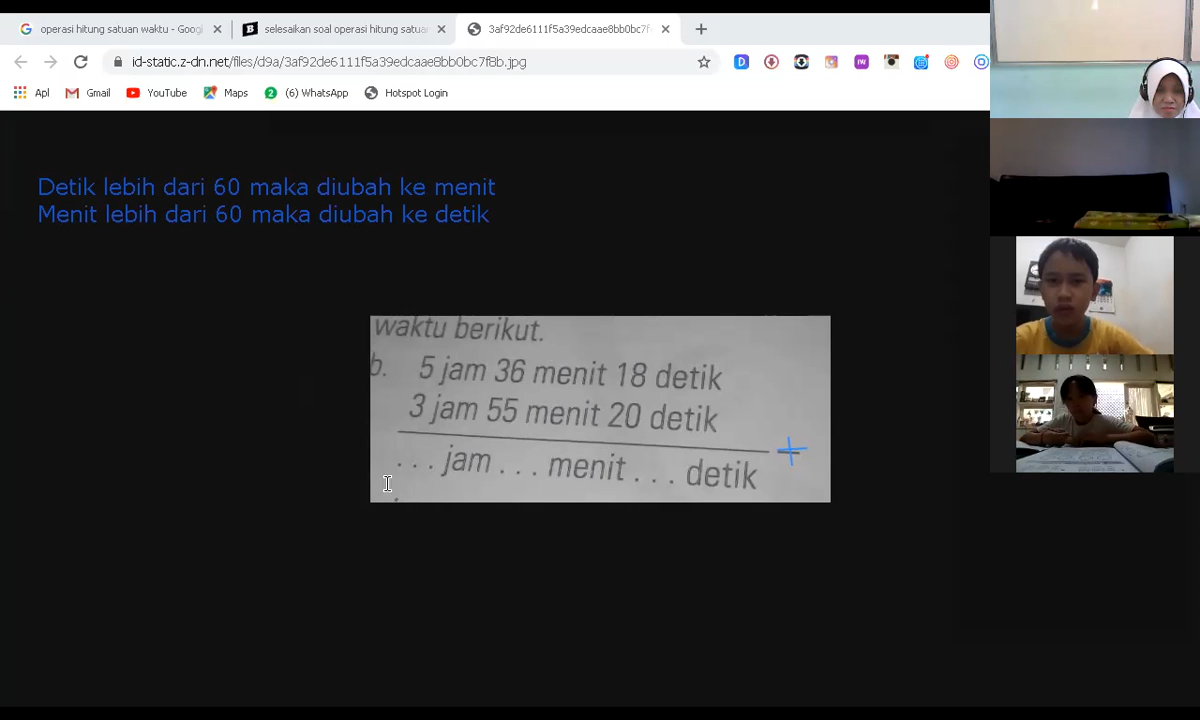 operasi hitung satuan waktu - Googl
selesaikan soal operasi hitung satuan
3af92de6111f5a39edcaae8bb0bc7f
id-static.z-dn.net/files/d9a/3af92de6111f5a39edcaae8bb0bc7f8b.jpg
Apl
Gmail
YouTube
Maps
(6) WhatsApp
Hotspot Login
Detik lebih dari 60 maka diubah ke menit
Menit lebih dari 60 maka diubah ke detik
waktu berikut.
b. 5 jam 36 menit 18 detik
3 jam 55 menit 20 detik
+
. . . jam . . . menit . . . detik